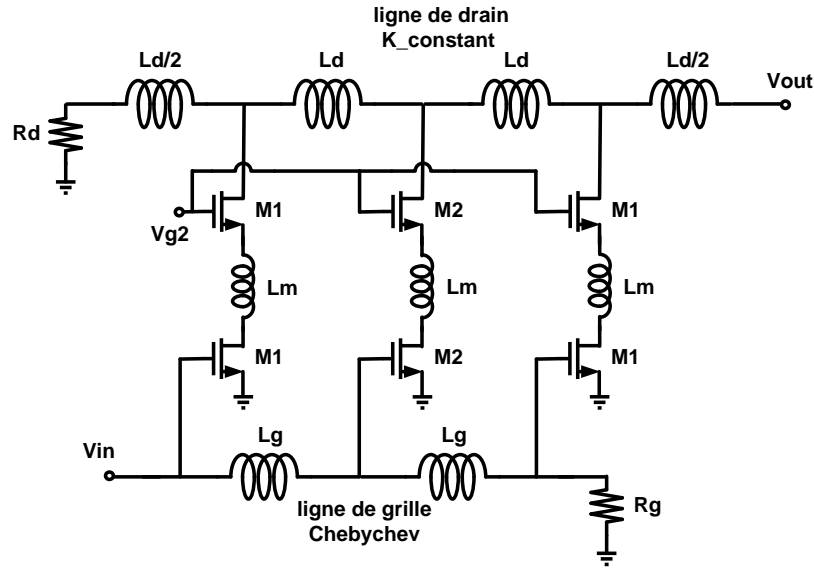 ligne de drain
K_constant
Ld/2
Ld
Ld
Ld/2
Vout
Rd
M1
M2
M1
Vg2
Lm
Lm
Lm
M1
M2
M1
Vin
Lg
Lg
ligne de grille
Chebychev
Rg